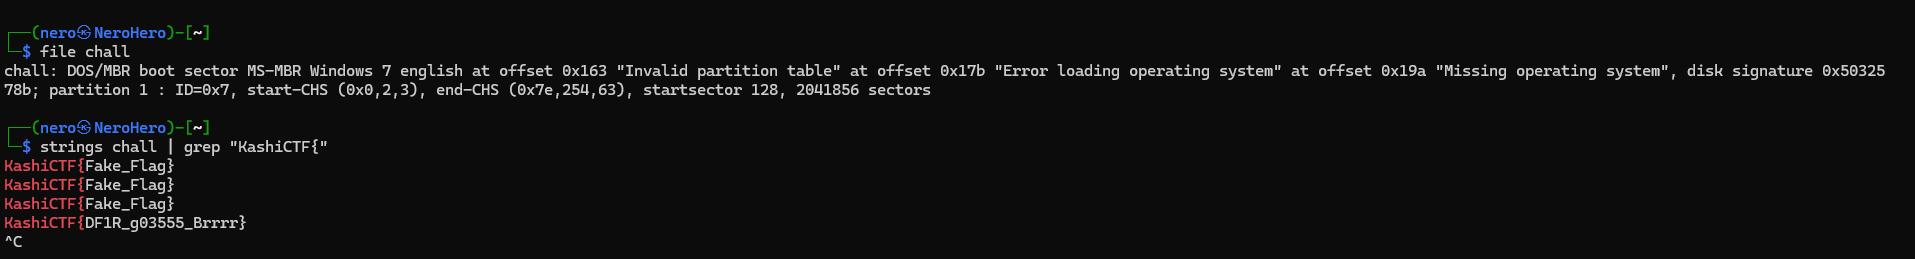 ┌──(nero㉿NeroHero)-[~]
└─$ file chall
chall: DOS/MBR boot sector MS-MBR Windows 7 english at offset 0x163 "Invalid partition table" at offset 0x17b "Error loading operating system" at offset 0x19a "Missing operating system", disk signature 0x50325
78b; partition 1 : ID=0x7, start-CHS (0x0,2,3), end-CHS (0x7e,254,63), startsector 128, 2041856 sectors
┌──(nero㉿NeroHero)-[~]
└─$ strings chall | grep "KashiCTF{"
KashiCTF{Fake_Flag}
KashiCTF{Fake_Flag}
KashiCTF{Fake_Flag}
KashiCTF{DF1R_g03555_Brrrr}
^C